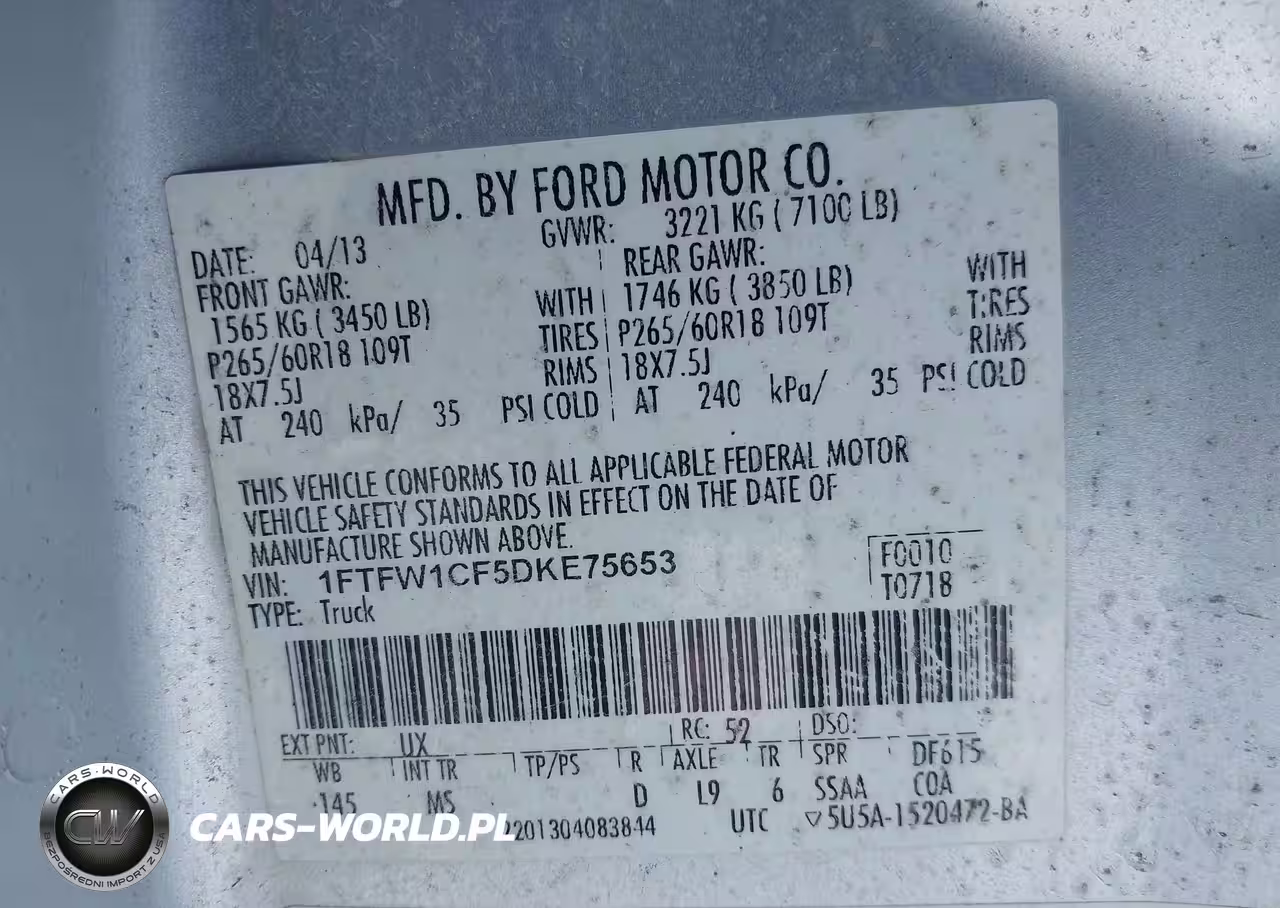 MFD. BY FORD MOTOR CO.
DATE: 04/13 GVWR: 3221 KG ( 7100 LB)
FRONT GAWR: REAR GAWR:
1565 KG ( 3450 LB) WITH 1746 KG ( 3850 LB) WITH
P265/60R18 109T TIRES P265/60R18 109T TIRES
18X7.5J RIMS 18X7.5J RIMS
AT 240 kPa/ 35 PSI COLD AT 240 kPa/ 35 PSI COLD
THIS VEHICLE CONFORMS TO ALL APPLICABLE FEDERAL MOTOR
VEHICLE SAFETY STANDARDS IN EFFECT ON THE DATE OF
MANUFACTURE SHOWN ABOVE.
VIN: 1FTFW1CF5DKE75653 F0010
TYPE: Truck T0718
EXT PNT: UX RC: 52 DSO:
WB INT TR TP/PS R AXLE TR SPR DF615
145 MS D L9 6 SSAA COA
201304083844 UTC ▽5U5A-1520472-BA
CARS-WORLD
CW
BEZPOŚREDNI IMPORT Z USA
CARS-WORLD.PL